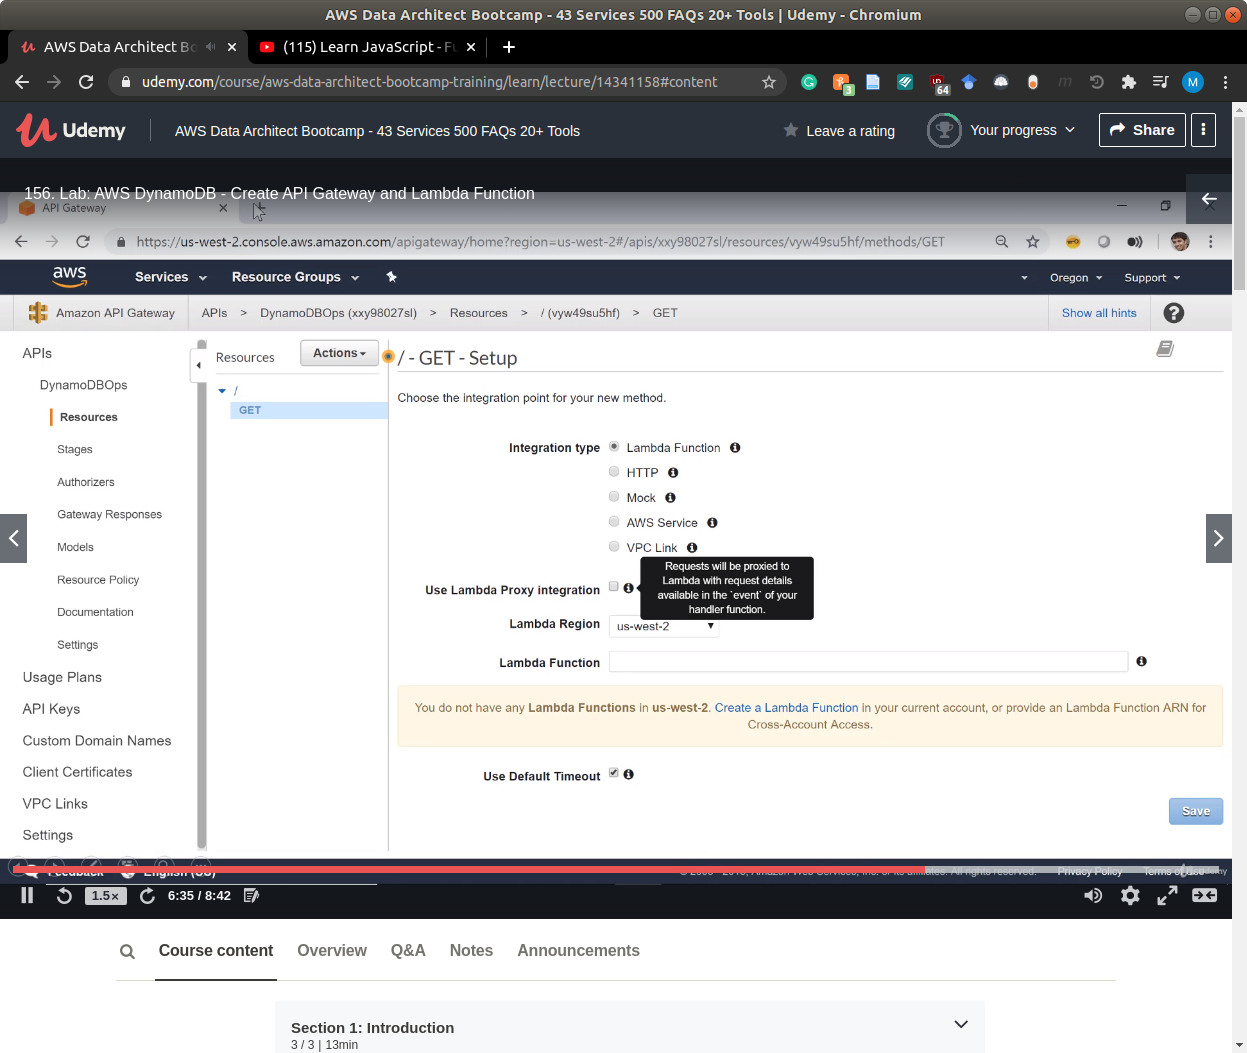 AWS Data Architect Bootcamp - 43 Services 500 FAQs 20+ Tools | Udemy - Chromium
AWS Data Architect Bo
(115) Learn JavaScript - Fu
udemy.com/course/aws-data-architect-bootcamp-training/learn/lecture/14341158#content
3
64
M
Udemy
AWS Data Architect Bootcamp - 43 Services 500 FAQs 20+ Tools
Leave a rating
Your progress
Share
156. Lab: AWS DynamoDB - Create API Gateway and Lambda Function
API Gateway
https://us-west-2.console.aws.amazon.com/apigateway/home?region=us-west-2#/apis/xxy98027sl/resources/vyw49su5hf/methods/GET
aws
Services
Resource Groups
Oregon
Support
Amazon API Gateway
APIs > DynamoDBOps (xxy98027sl) > Resources > / (vyw49su5hf) > GET
Show all hints
APIs
DynamoDBOps
Resources
Stages
Authorizers
Gateway Responses
Models
Resource Policy
Documentation
Settings
Usage Plans
API Keys
Custom Domain Names
Client Certificates
VPC Links
Settings
Resources
Actions
/
GET
/ - GET - Setup
Choose the integration point for your new method.
Integration type
Lambda Function
HTTP
Mock
AWS Service
VPC Link
Requests will be proxied to
Lambda with request details
available in the `event` of your
handler function.
Use Lambda Proxy integration
Lambda Region
us-west-2
Lambda Function
You do not have any Lambda Functions in us-west-2. Create a Lambda Function in your current account, or provide an Lambda Function ARN for
Cross-Account Access.
Use Default Timeout
Save
Feedback
English (US)
Privacy Policy
Terms of Use
1.5×
6:35 / 8:42
Course content
Overview
Q&A
Notes
Announcements
Section 1: Introduction
3 / 3 | 13min